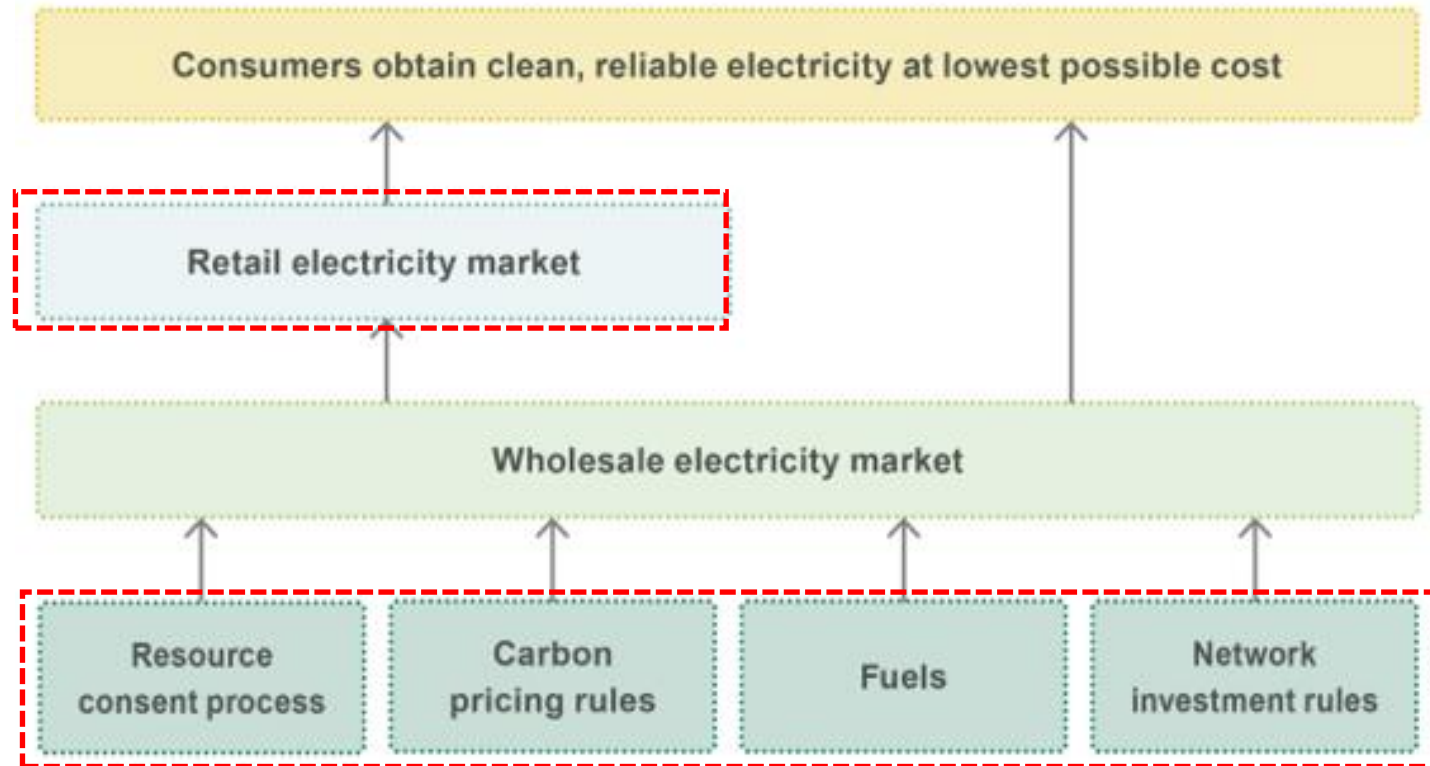 Consumers obtain clean, reliable electricity at lowest possible cost
Retail electricity market
Wholesale electricity market
Resource
consent process
Carbon
pricing rules
Fuels
Network
investment rules